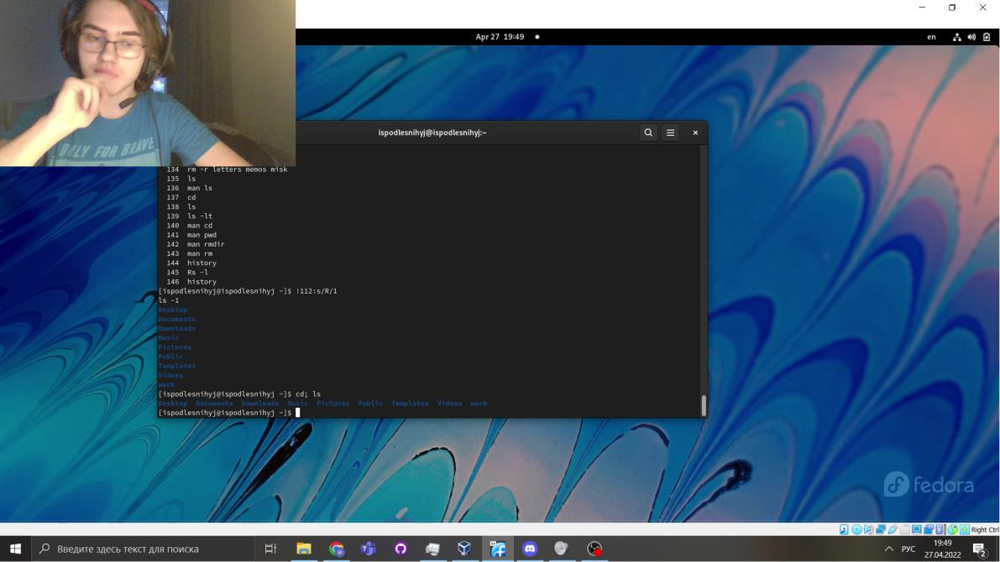 Apr 27 19:49
en
ONLY FOR BRAVE
ispodlesnihyj@ispodlesnihyj:~
134 rm -r letters memos misk
135 ls
136 man ls
137 cd
138 ls
139 ls -lt
140 man cd
141 man pwd
142 man rmdir
143 man rm
144 history
145 Rs -l
146 history
[ispodlesnihyj@ispodlesnihyj ~]$ !112:s/R/1
ls -1
Desktop
Documents
Downloads
Music
Pictures
Public
Templates
Videos
work
[ispodlesnihyj@ispodlesnihyj ~]$ cd; ls
Desktop Documents Downloads Music Pictures Public Templates Videos work
[ispodlesnihyj@ispodlesnihyj ~]$
fedora
Right Ctrl
Введите здесь текст для поиска
РУС
19:49
27.04.2022
2